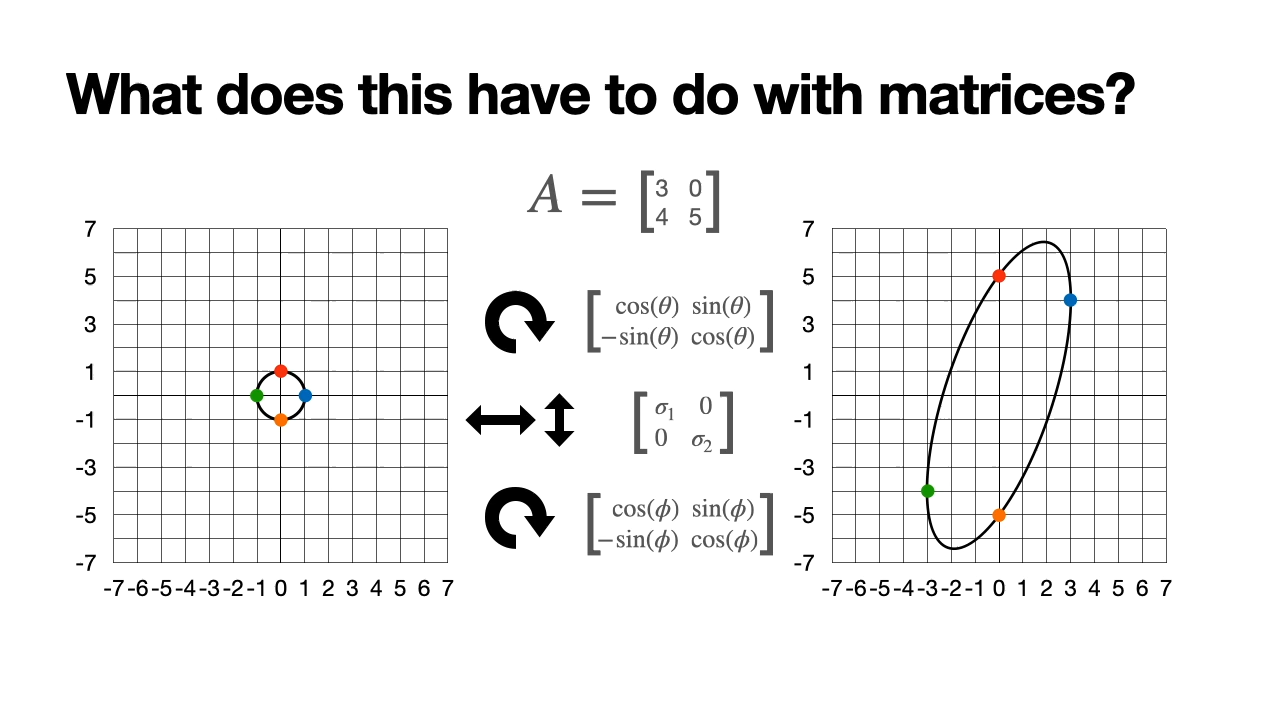 What does this have to do with matrices?
A = [3 0
4 5]
7
5
3
1
-1
-3
-5
-7
-7 -6 -5 -4 -3 -2 -1 0 1 2 3 4 5 6 7
[cos(θ) sin(θ)
−sin(θ) cos(θ)]
[σ₁ 0
0 σ₂]
[cos(ϕ) sin(ϕ)
−sin(ϕ) cos(ϕ)]
7
5
3
1
-1
-3
-5
-7
-7 -6 -5 -4 -3 -2 -1 0 1 2 3 4 5 6 7